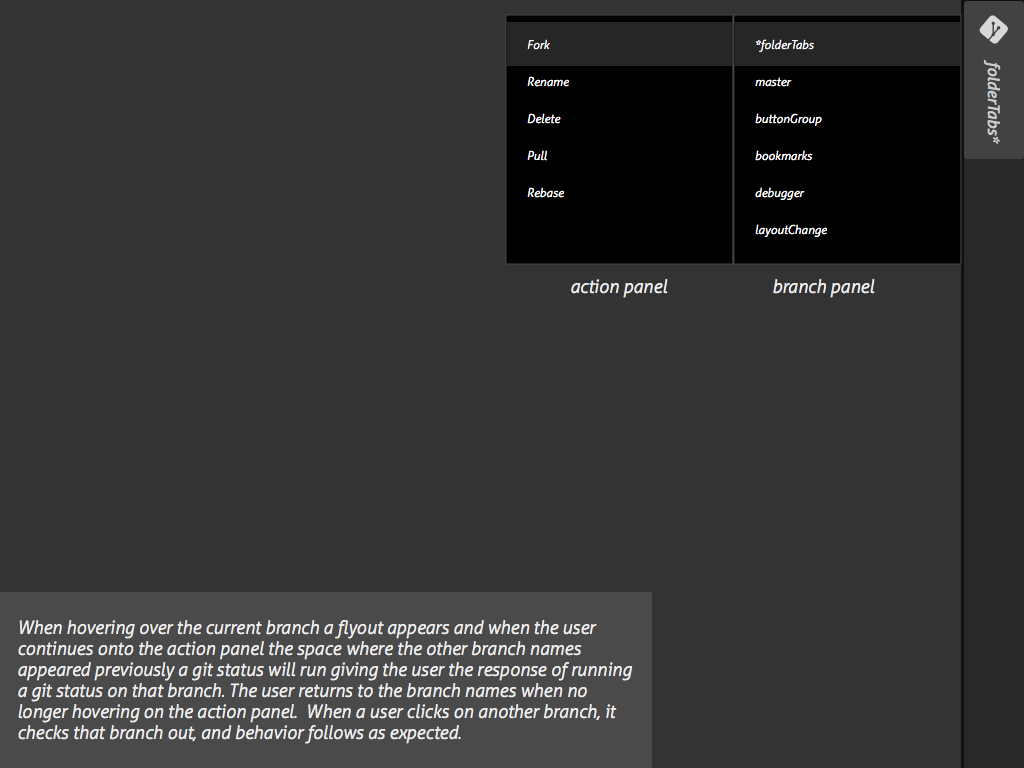 Fork
Rename
Delete
Pull
Rebase
*folderTabs
master
buttonGroup
bookmarks
debugger
layoutChange
action panel
branch panel
folderTabs*
When hovering over the current branch a flyout appears and when the user
continues onto the action panel the space where the other branch names
appeared previously a git status will run giving the user the response of running
a git status on that branch. The user returns to the branch names when no
longer hovering on the action panel.  When a user clicks on another branch, it
checks that branch out, and behavior follows as expected.